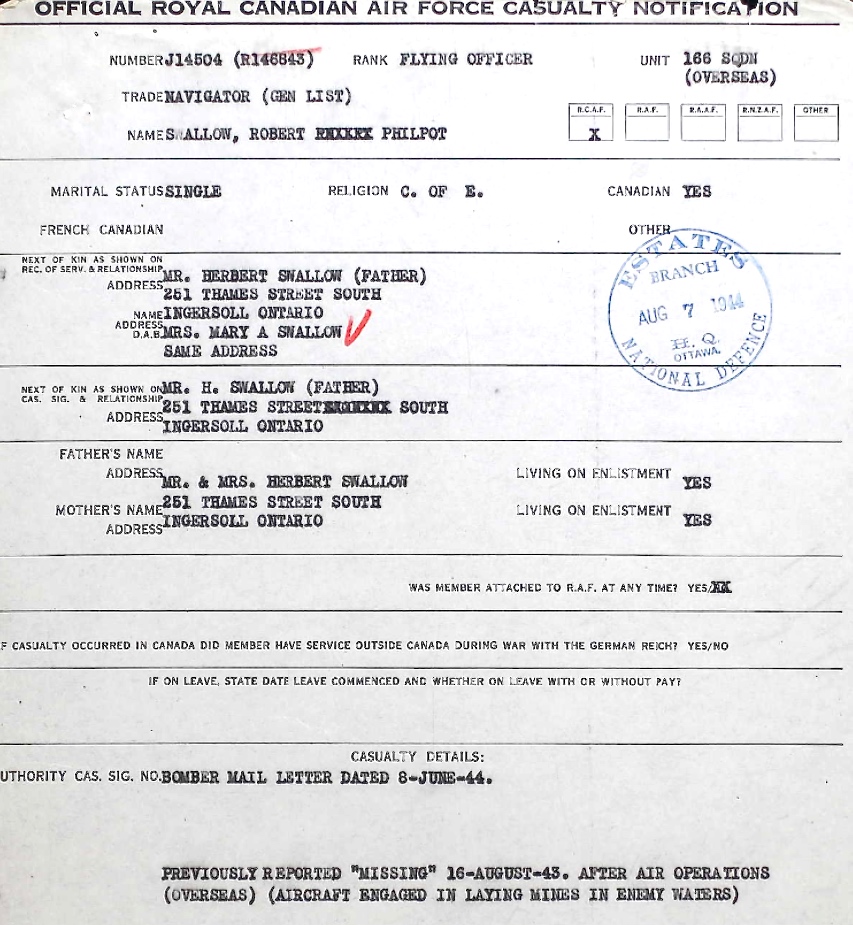 OFFICIAL ROYAL CANADIAN AIR FORCE CASUALTY NOTIFICATION
NUMBER J14504 (R146843) RANK FLYING OFFICER UNIT 166 SQDN
(OVERSEAS)
TRADE NAVIGATOR (GEN LIST)
R.C.A.F. R.A.F. R.A.A.F. R.N.Z.A.F. OTHER
NAME SWALLOW, ROBERT PHILPOT X
MARITAL STATUS SINGLE RELIGION C. OF E. CANADIAN YES
FRENCH CANADIAN OTHER
NEXT OF KIN AS SHOWN ON
REC. OF SERV. & RELATIONSHIP MR. HERBERT SWALLOW (FATHER)
ADDRESS 251 THAMES STREET SOUTH
NAME INGERSOLL ONTARIO
ADDRESS
D.A.B. MRS. MARY A SWALLOW
SAME ADDRESS
ESTATES
BRANCH
AUG 7 1944
H. Q.
OTTAWA.
NATIONAL DEFENCE
NEXT OF KIN AS SHOWN ON MR. H. SWALLOW (FATHER)
CAS. SIG. & RELATIONSHIP 251 THAMES STREET SOUTH
ADDRESS INGERSOLL ONTARIO
FATHER'S NAME
ADDRESS MR. & MRS. HERBERT SWALLOW LIVING ON ENLISTMENT YES
251 THAMES STREET SOUTH
MOTHER'S NAME INGERSOLL ONTARIO LIVING ON ENLISTMENT YES
ADDRESS
WAS MEMBER ATTACHED TO R.A.F. AT ANY TIME? YES/
F CASUALTY OCCURRED IN CANADA DID MEMBER HAVE SERVICE OUTSIDE CANADA DURING WAR WITH THE GERMAN REICH? YES/NO
IF ON LEAVE, STATE DATE LEAVE COMMENCED AND WHETHER ON LEAVE WITH OR WITHOUT PAY?
CASUALTY DETAILS:
UTHORITY CAS. SIG. NO. BOMBER MAIL LETTER DATED 8-JUNE-44.
PREVIOUSLY REPORTED "MISSING" 16-AUGUST-43. AFTER AIR OPERATIONS
(OVERSEAS) (AIRCRAFT ENGAGED IN LAYING MINES IN ENEMY WATERS)